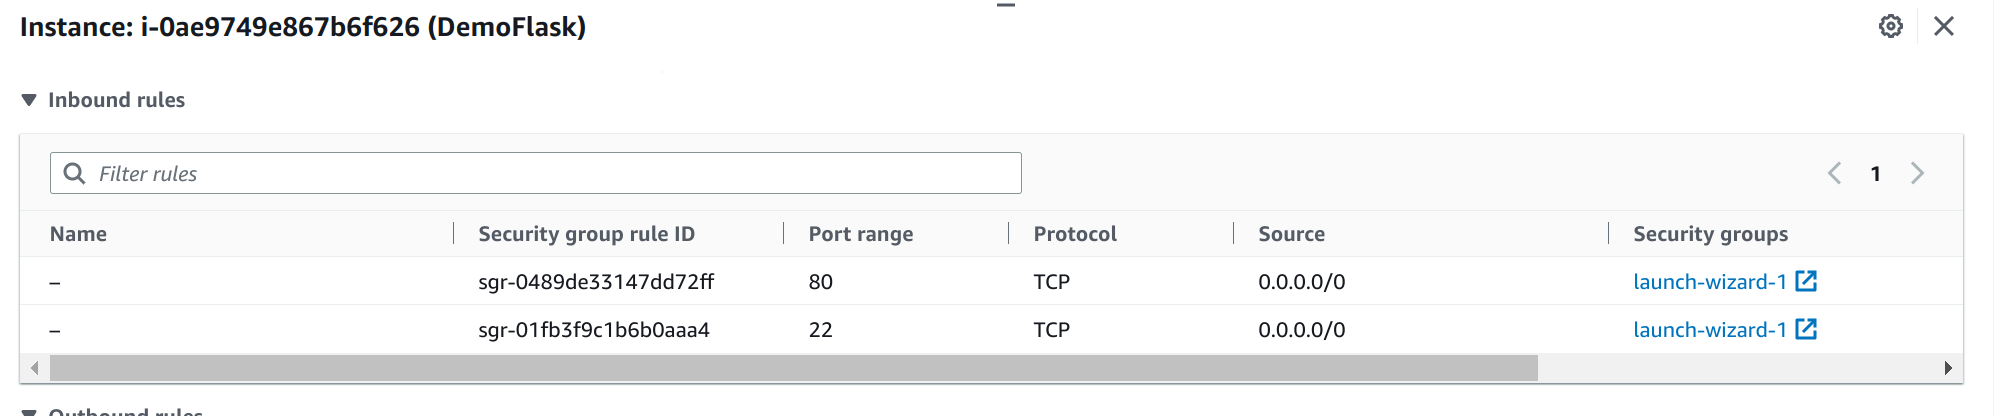 Instance: i-0ae9749e867b6f626 (DemoFlask)
Inbound rules
Filter rules
1
Name Security group rule ID Port range Protocol Source Security groups
– sgr-0489de33147dd72ff 80 TCP 0.0.0.0/0 launch-wizard-1
– sgr-01fb3f9c1b6b0aaa4 22 TCP 0.0.0.0/0 launch-wizard-1
Outbound rules